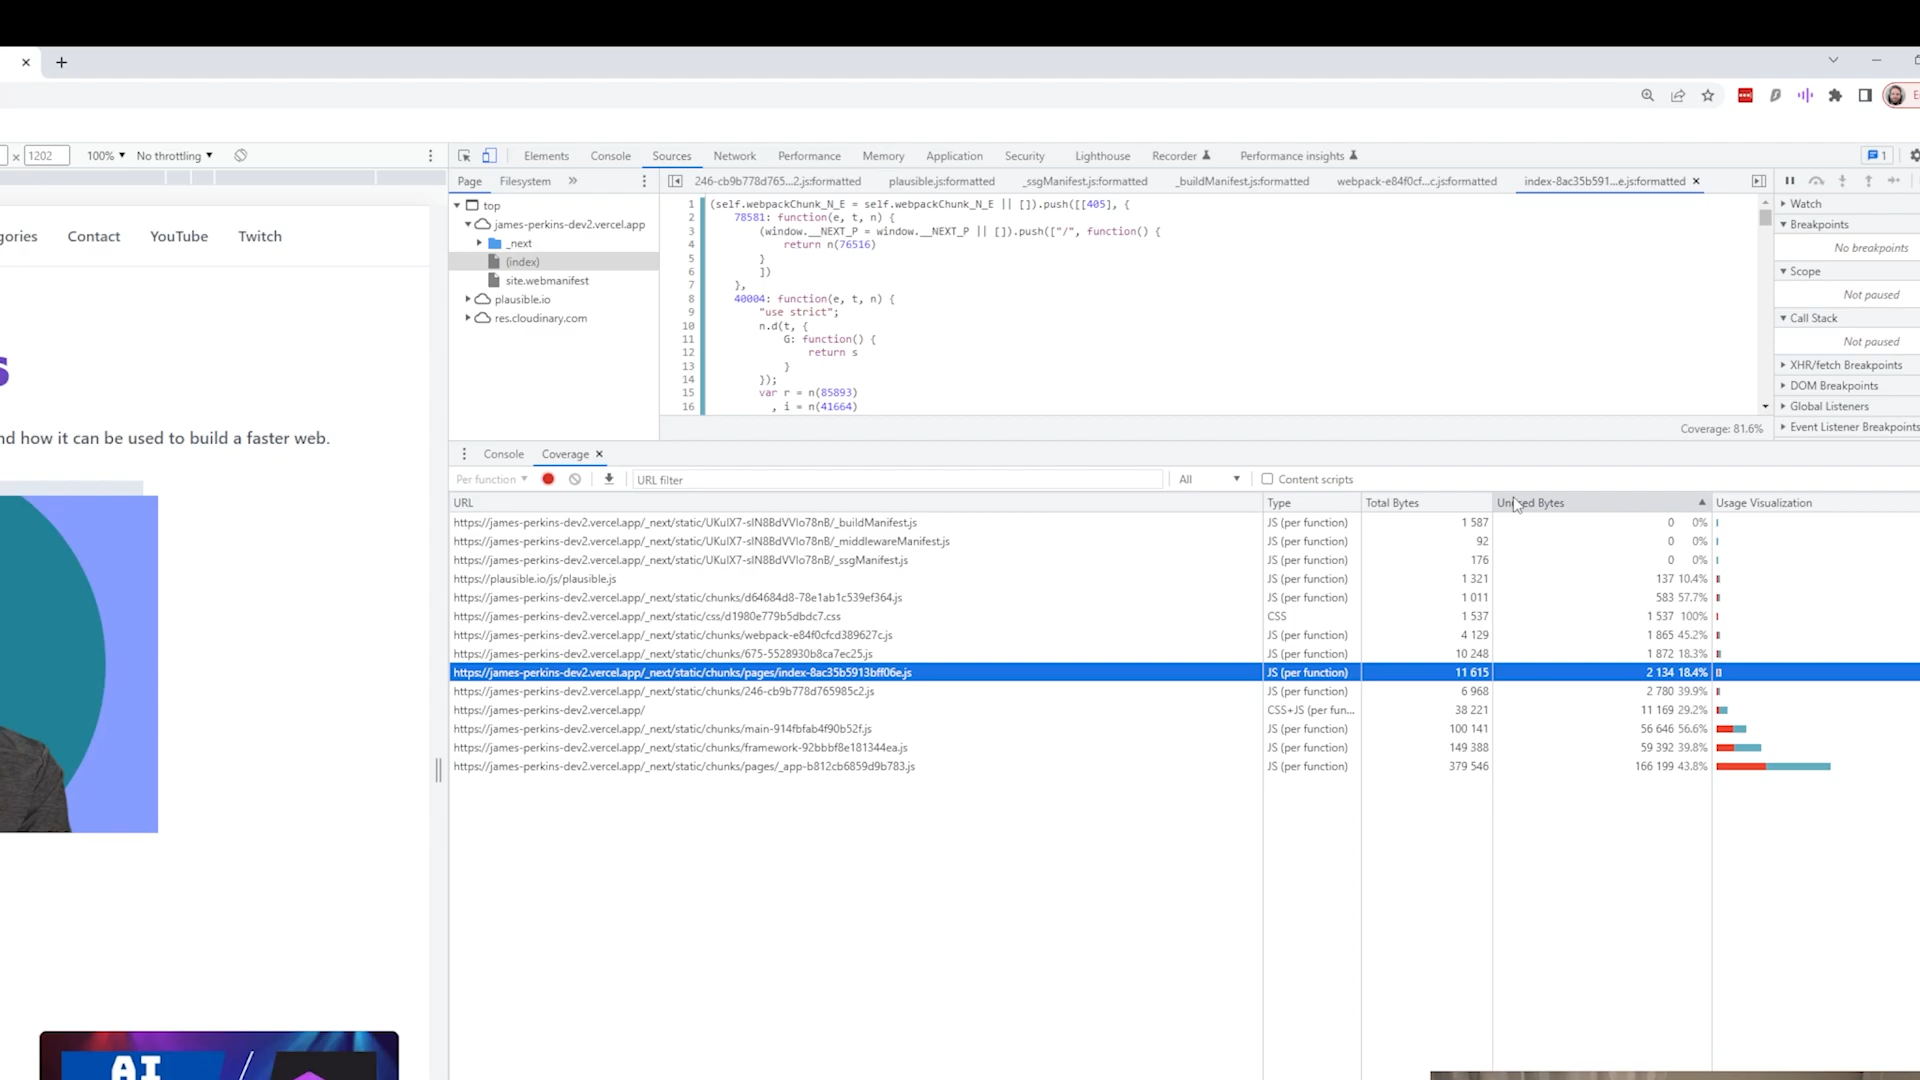 1202 100% No throttling
Elements Console Sources Network Performance Memory Application Security Lighthouse Recorder Performance insights 1
Page Filesystem
246-cb9b778d765...2.js:formatted plausible.js:formatted _ssgManifest.js:formatted _buildManifest.js:formatted webpack-e84f0cf...c.js:formatted index-8ac35b591...e.js:formatted
gories Contact YouTube Twitch
s
nd how it can be used to build a faster web.
AI
top
james-perkins-dev2.vercel.app
_next
(index)
site.webmanifest
plausible.io
res.cloudinary.com
1 (self.webpackChunk_N_E = self.webpackChunk_N_E || []).push([[405], {
2 78581: function(e, t, n) {
3 (window.__NEXT_P = window.__NEXT_P || []).push(["/", function() {
4 return n(76516)
5 }
6 ])
7 },
8 40004: function(e, t, n) {
9 "use strict";
10 n.d(t, {
11 G: function() {
12 return s
13 }
14 });
15 var r = n(85893)
16 , i = n(41664)
Coverage: 81.6%
Watch
Breakpoints
No breakpoints
Scope
Not paused
Call Stack
Not paused
XHR/fetch Breakpoints
DOM Breakpoints
Global Listeners
Event Listener Breakpoints
Console Coverage
Per function URL filter All Content scripts
URL Type Total Bytes Unused Bytes Usage Visualization
https://james-perkins-dev2.vercel.app/_next/static/UKulX7-sIN8BdVVlo78nB/_buildManifest.js JS (per function) 1 587 0 0%
https://james-perkins-dev2.vercel.app/_next/static/UKulX7-sIN8BdVVlo78nB/_middlewareManifest.js JS (per function) 92 0 0%
https://james-perkins-dev2.vercel.app/_next/static/UKulX7-sIN8BdVVlo78nB/_ssgManifest.js JS (per function) 176 0 0%
https://plausible.io/js/plausible.js JS (per function) 1 321 137 10.4%
https://james-perkins-dev2.vercel.app/_next/static/chunks/d64684d8-78e1ab1c539ef364.js JS (per function) 1 011 583 57.7%
https://james-perkins-dev2.vercel.app/_next/static/css/d1980e779b5dbdc7.css CSS 1 537 1 537 100%
https://james-perkins-dev2.vercel.app/_next/static/chunks/webpack-e84f0cfcd389627c.js JS (per function) 4 129 1 865 45.2%
https://james-perkins-dev2.vercel.app/_next/static/chunks/675-5528930b8ca7ec25.js JS (per function) 10 248 1 872 18.3%
https://james-perkins-dev2.vercel.app/_next/static/chunks/pages/index-8ac35b5913bff06e.js JS (per function) 11 615 2 134 18.4%
https://james-perkins-dev2.vercel.app/_next/static/chunks/246-cb9b778d765985c2.js JS (per function) 6 968 2 780 39.9%
https://james-perkins-dev2.vercel.app/ CSS+JS (per fun... 38 221 11 169 29.2%
https://james-perkins-dev2.vercel.app/_next/static/chunks/main-914fbfab4f90b52f.js JS (per function) 100 141 56 646 56.6%
https://james-perkins-dev2.vercel.app/_next/static/chunks/framework-92bbbf8e181344ea.js JS (per function) 149 388 59 392 39.8%
https://james-perkins-dev2.vercel.app/_next/static/chunks/pages/_app-b812cb6859d9b783.js JS (per function) 379 546 166 199 43.8%